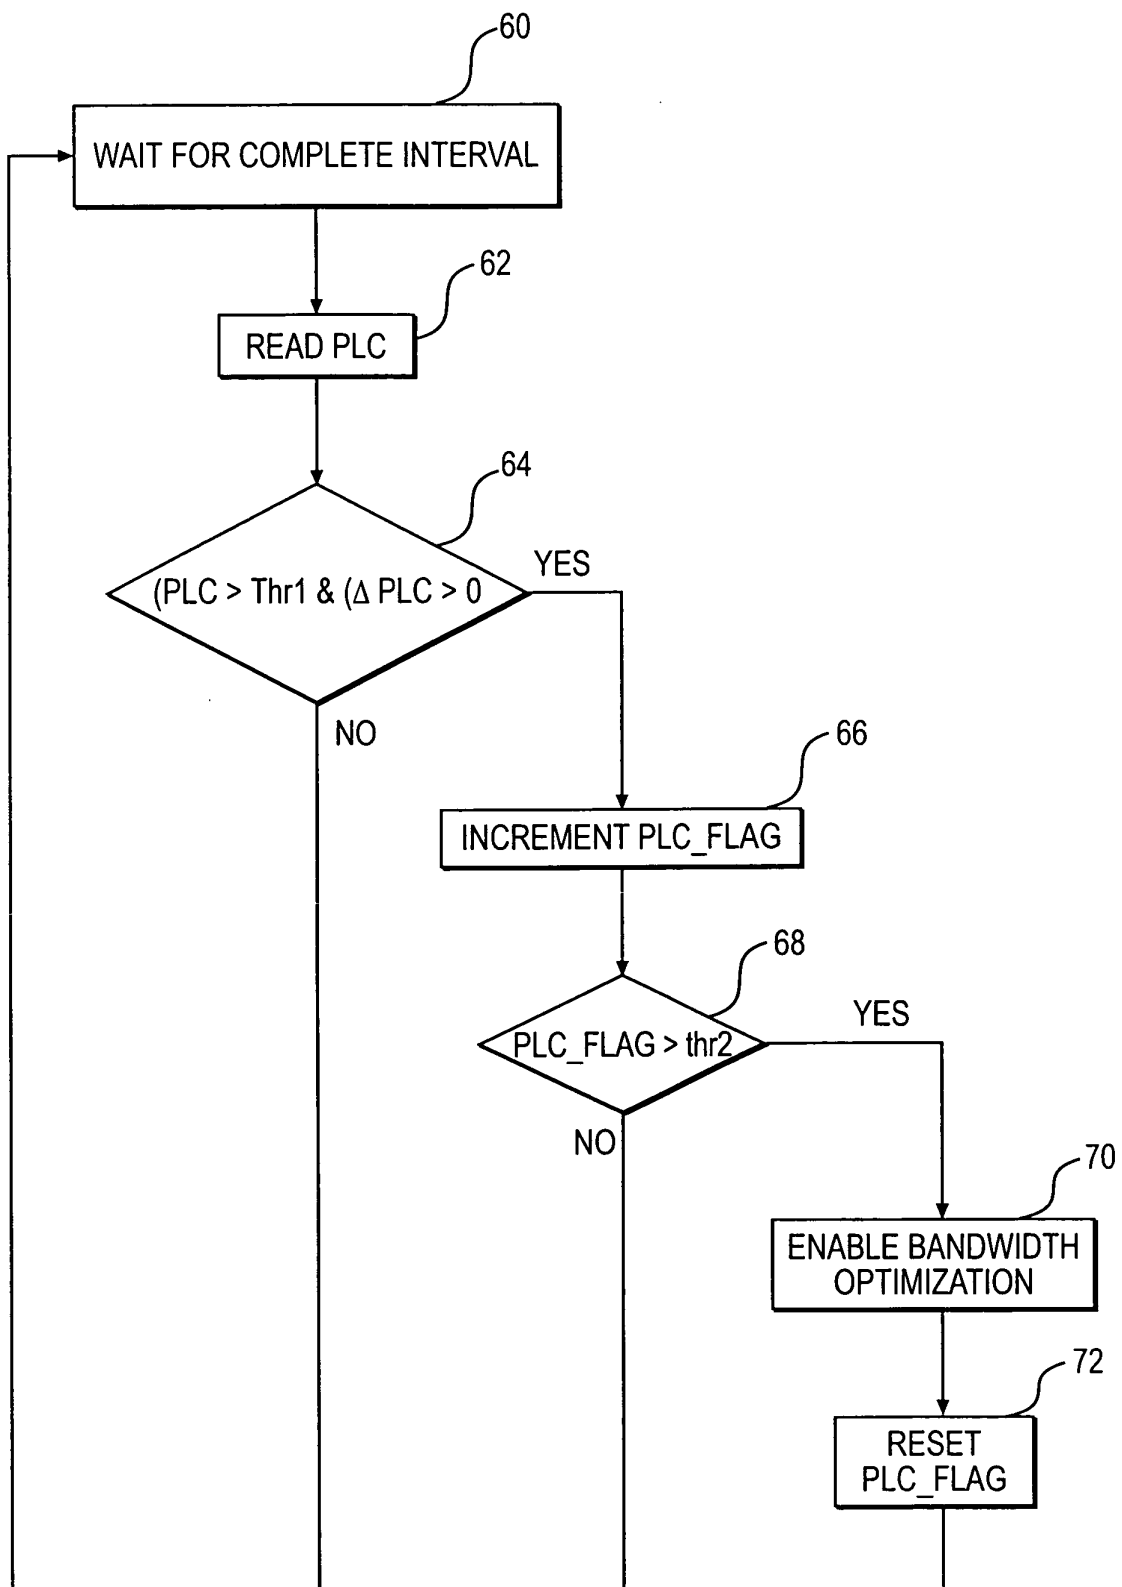 60
WAIT FOR COMPLETE INTERVAL
62
READ PLC
64
(PLC > Thr1 & (Δ PLC > 0
YES
NO
66
INCREMENT PLC_FLAG
68
PLC_FLAG > thr2
YES
NO
70
ENABLE BANDWIDTH
OPTIMIZATION
72
RESET
PLC_FLAG